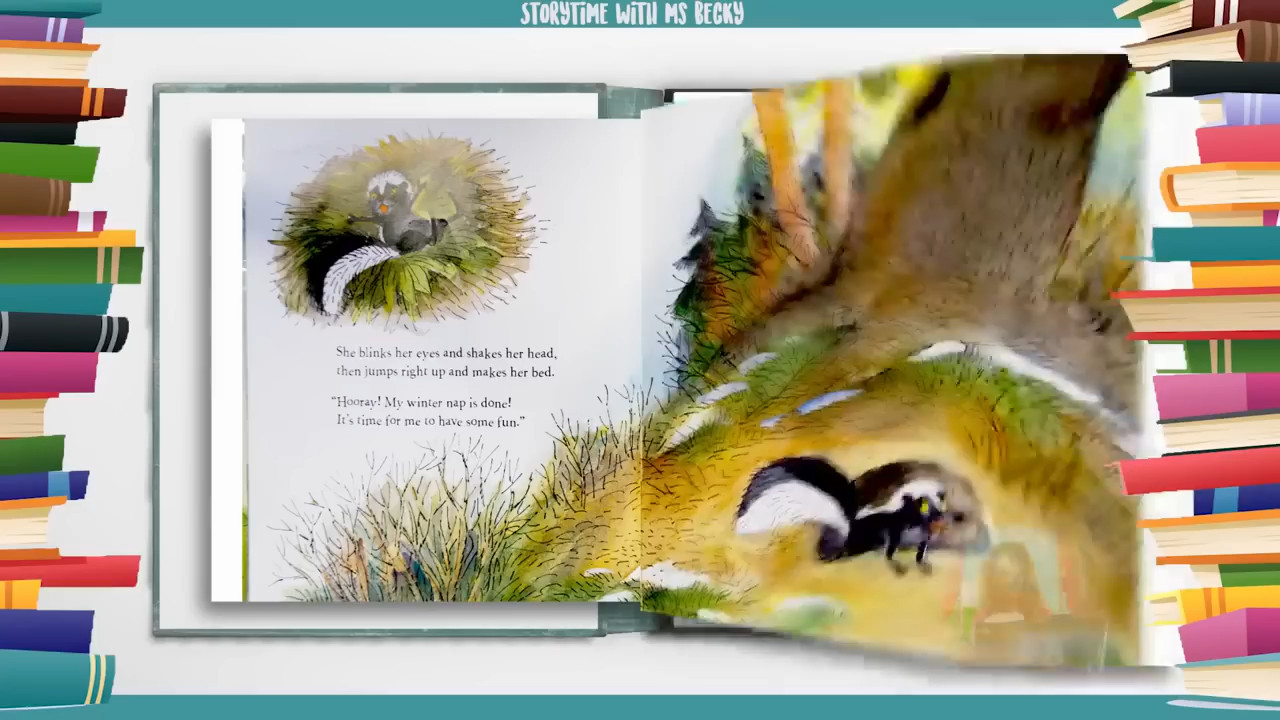 STORYTIME WITH MS BECKY
She blinks her eyes and shakes her head,
then jumps right up and makes her bed.
“Hooray! My winter nap is done!
It’s time for me to have some fun.”